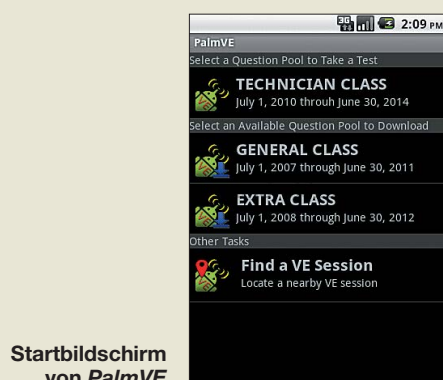 3G
2:09 PM
PalmVE
Select a Question Pool to Take a Test
TECHNICIAN CLASS
July 1, 2010 throuh June 30, 2014
Select an Available Question Pool to Download
GENERAL CLASS
July 1, 2007 through June 30, 2011
EXTRA CLASS
July 1, 2008 through June 30, 2012
Other Tasks
Find a VE Session
Locate a nearby VE session
Startbildschirm
von PalmVE